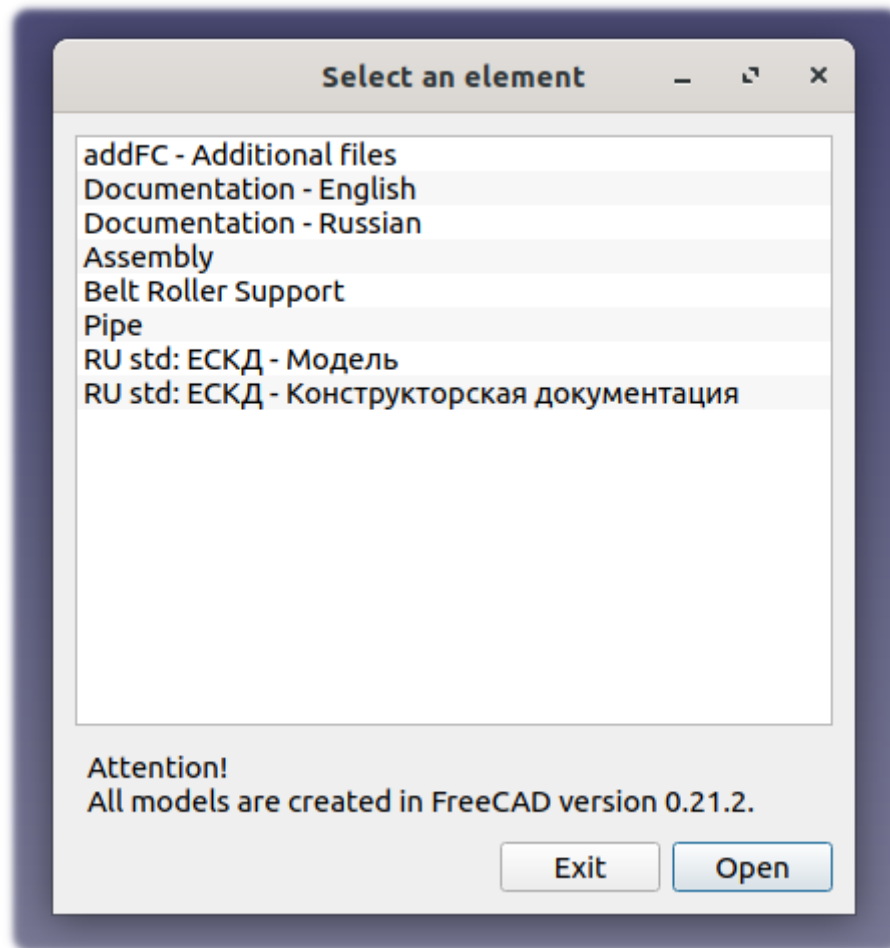 Select an element
addFC - Additional files
Documentation - English
Documentation - Russian
Assembly
Belt Roller Support
Pipe
RU std: ЕСКД - Модель
RU std: ЕСКД - Конструкторская документация
Attention!
All models are created in FreeCAD version 0.21.2.
Exit Open